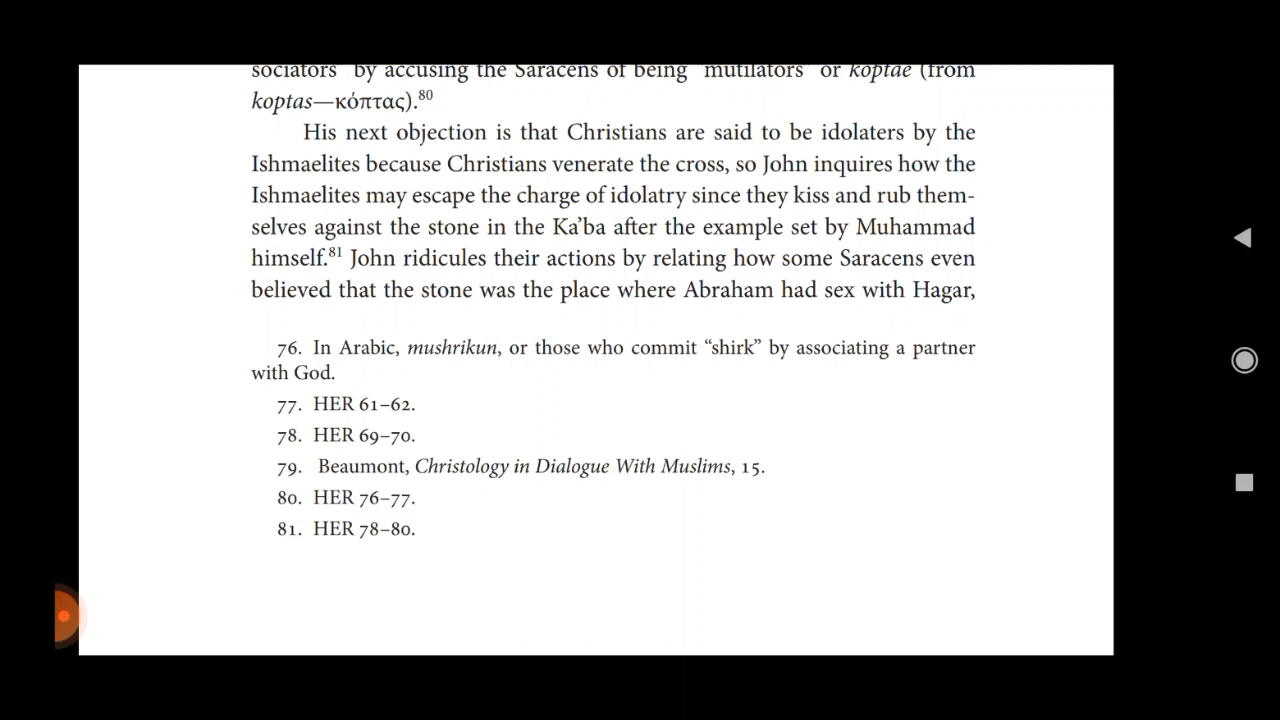 sociators” by accusing the Saracens of being “mutilators” or koptae (from
koptas—κόπτας).80
His next objection is that Christians are said to be idolaters by the
Ishmaelites because Christians venerate the cross, so John inquires how the
Ishmaelites may escape the charge of idolatry since they kiss and rub them-
selves against the stone in the Ka’ba after the example set by Muhammad
himself.81 John ridicules their actions by relating how some Saracens even
believed that the stone was the place where Abraham had sex with Hagar,
76. In Arabic, mushrikun, or those who commit “shirk” by associating a partner
with God.
77. HER 61–62.
78. HER 69–70.
79. Beaumont, Christology in Dialogue With Muslims, 15.
80. HER 76–77.
81. HER 78–80.